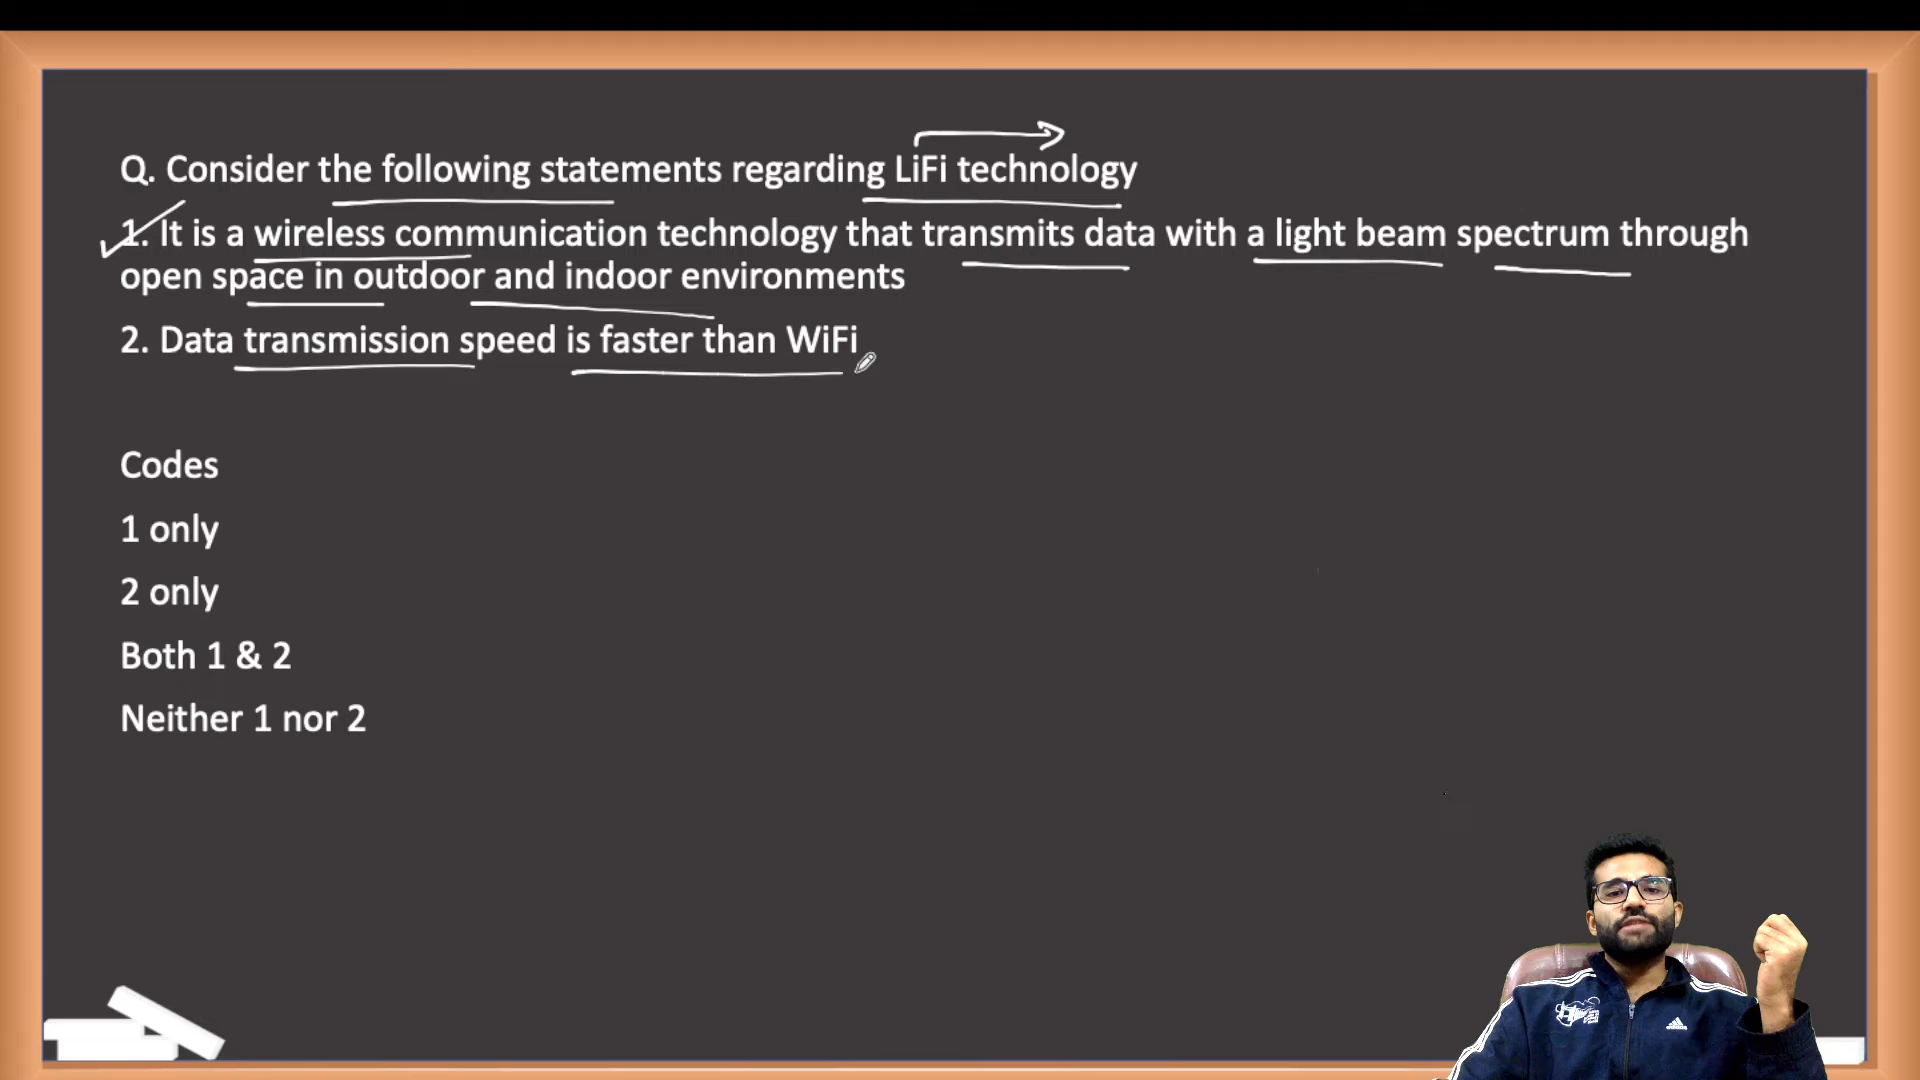 Q. Consider the following statements regarding LiFi technology
1. It is a wireless communication technology that transmits data with a light beam spectrum through
open space in outdoor and indoor environments
2. Data transmission speed is faster than WiFi
Codes
1 only
2 only
Both 1 & 2
Neither 1 nor 2